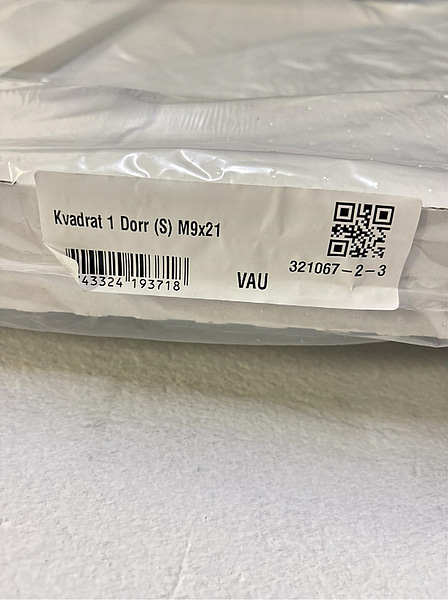 Kvadrat 1 Dorr (S) M9x21
43324 193718
VAU
321067-2-3